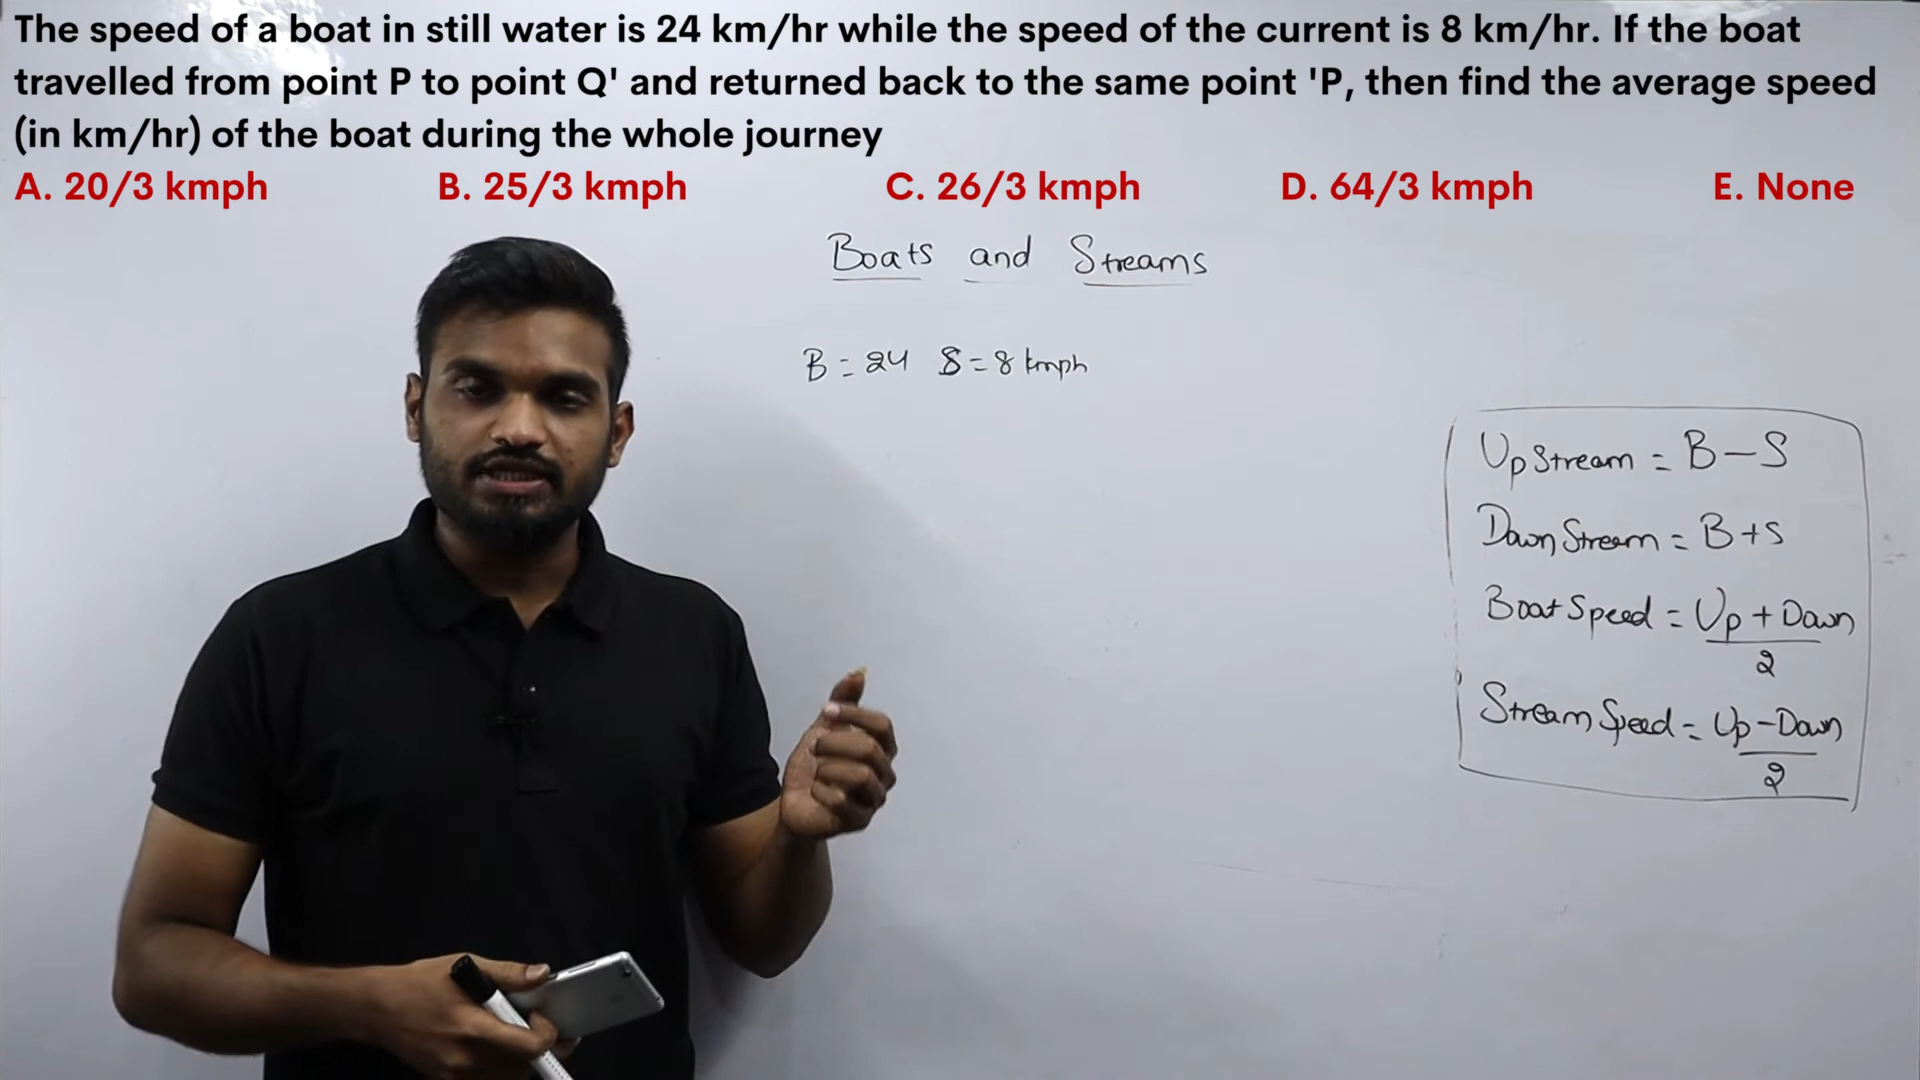 The speed of a boat in still water is 24 km/hr while the speed of the current is 8 km/hr. If the boat
travelled from point P to point Q' and returned back to the same point 'P, then find the average speed
(in km/hr) of the boat during the whole journey
A. 20/3 kmph B. 25/3 kmph C. 26/3 kmph D. 64/3 kmph E. None
Boats and Streams
B = 24 S = 8 kmph
Up Stream = B - S
Down Stream = B + S
Boat Speed = Up + Down
2
Stream Speed = Up - Down
2